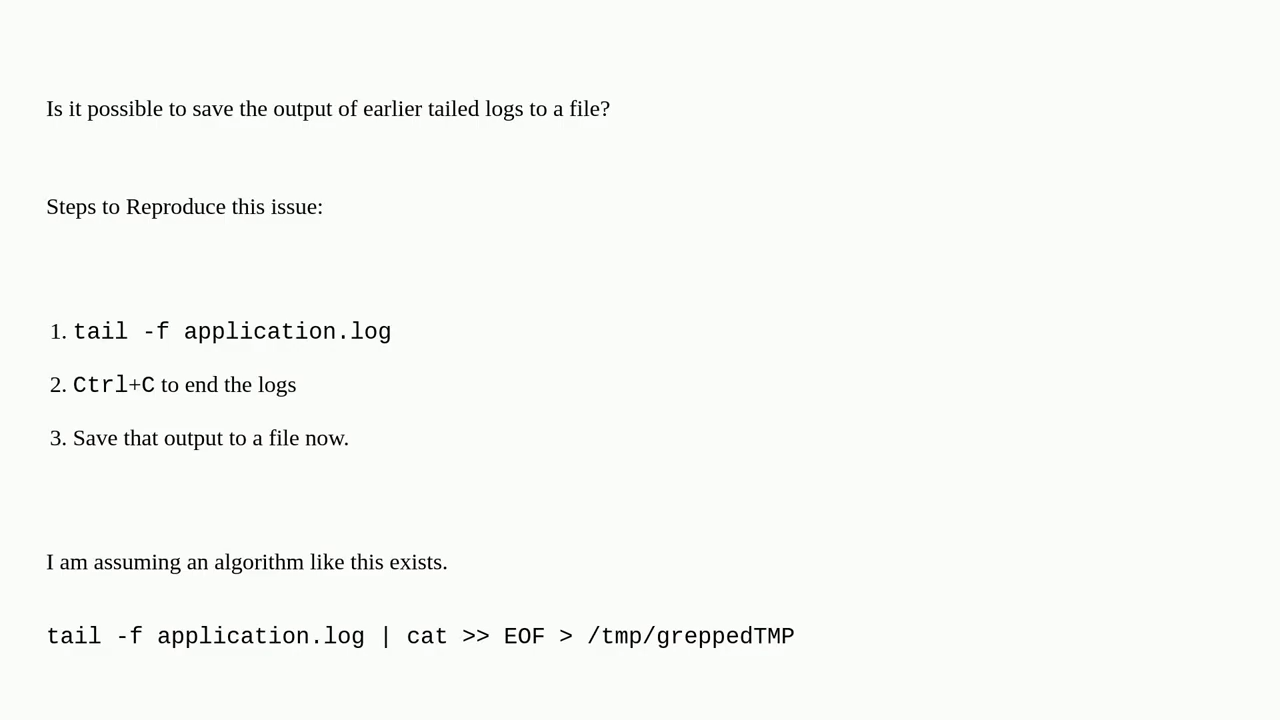 Is it possible to save the output of earlier tailed logs to a file?
Steps to Reproduce this issue:
1. tail -f application.log
2. Ctrl+C to end the logs
3. Save that output to a file now.
I am assuming an algorithm like this exists.
tail -f application.log | cat >> EOF > /tmp/greppedTMP